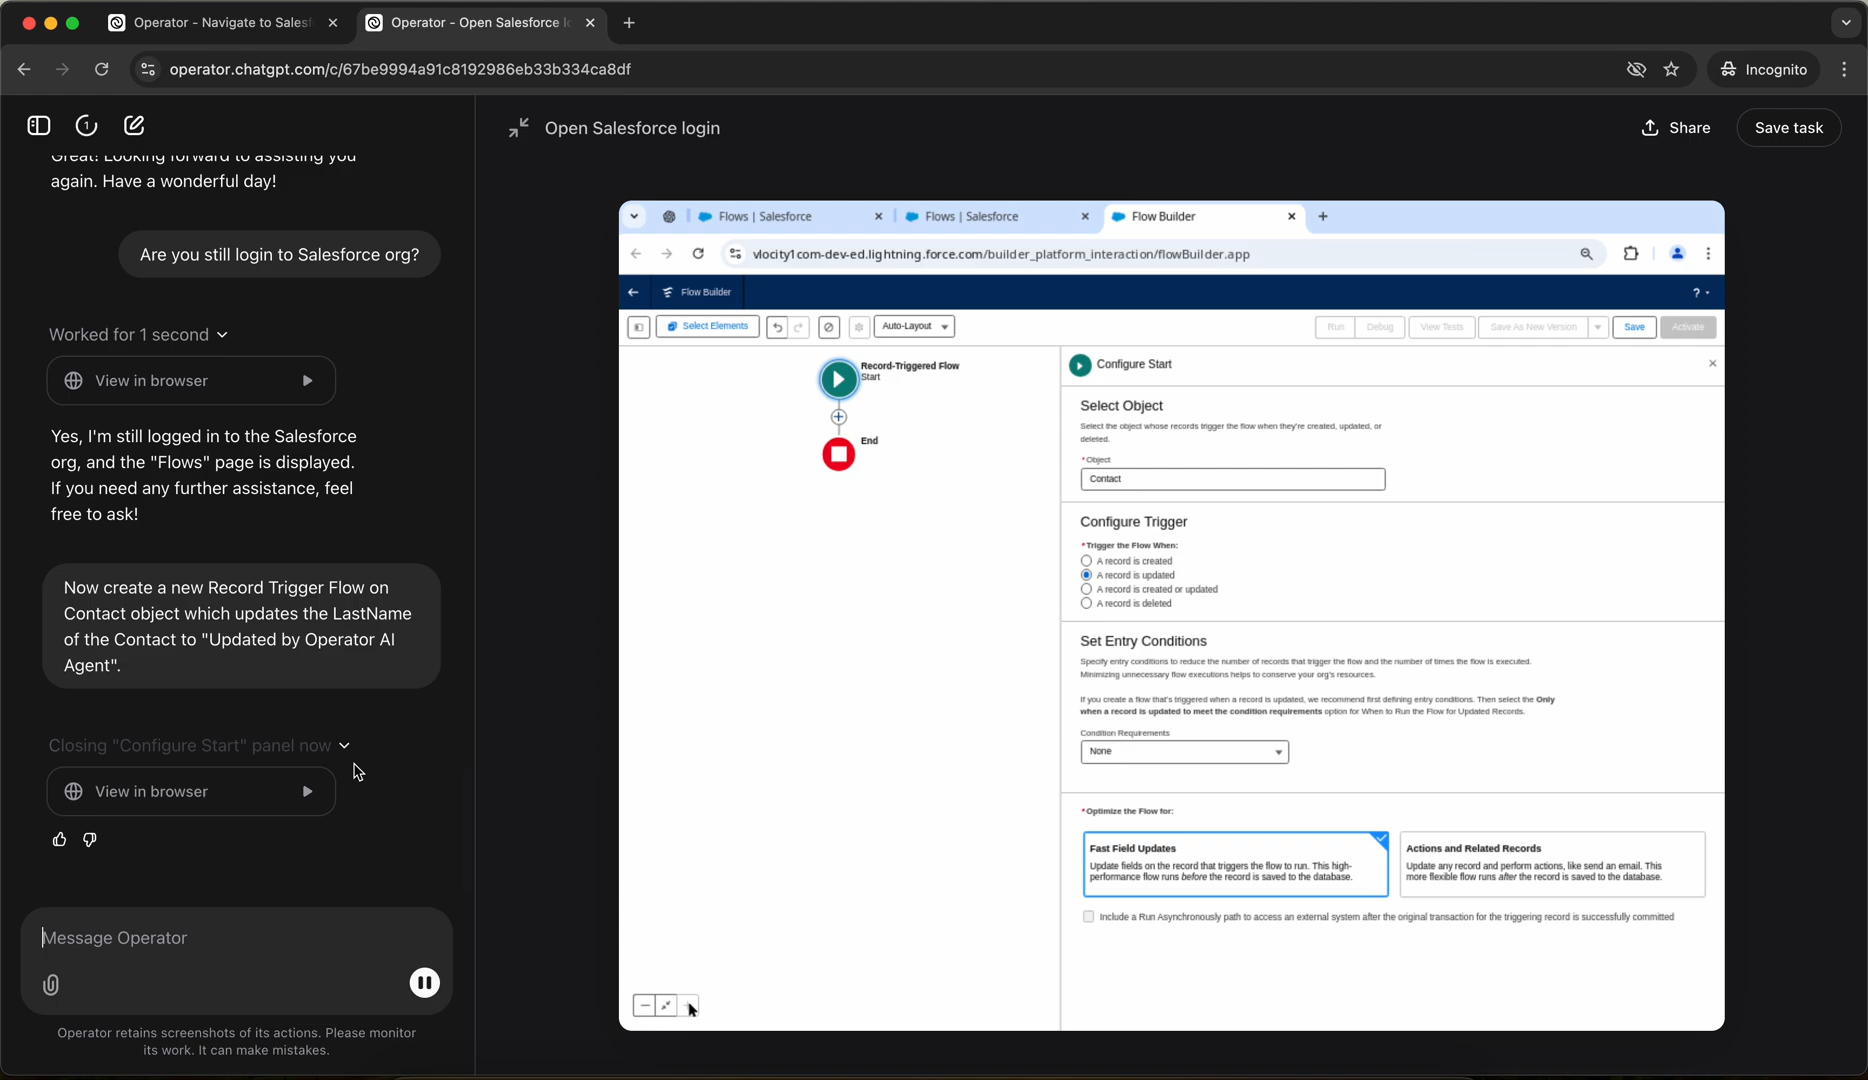 Operator - Navigate to Salesf
Operator - Open Salesforce lo
operator.chatgpt.com/c/67be9994a91c8192986eb33b334ca8df
Incognito
1
Open Salesforce login
Share
Save task
Great! Looking forward to assisting you
again. Have a wonderful day!
Are you still login to Salesforce org?
Worked for 1 second
View in browser
Yes, I'm still logged in to the Salesforce
org, and the "Flows" page is displayed.
If you need any further assistance, feel
free to ask!
Now create a new Record Trigger Flow on
Contact object which updates the LastName
of the Contact to "Updated by Operator AI
Agent".
Closing "Configure Start" panel now
View in browser
Message Operator
Operator retains screenshots of its actions. Please monitor
its work. It can make mistakes.
Flows | Salesforce
Flows | Salesforce
Flow Builder
vlocity1com-dev-ed.lightning.force.com/builder_platform_interaction/flowBuilder.app
Flow Builder
?
Select Elements
Auto-Layout
Run
Debug
View Tests
Save As New Version
Save
Activate
Record-Triggered Flow
Start
End
Configure Start
Select Object
Select the object whose records trigger the flow when they're created, updated, or
deleted.
*Object
Contact
Configure Trigger
*Trigger the Flow When:
A record is created
A record is updated
A record is created or updated
A record is deleted
Set Entry Conditions
Specify entry conditions to reduce the number of records that trigger the flow and the number of times the flow is executed.
Minimizing unnecessary flow executions helps to conserve your org's resources.
If you create a flow that's triggered when a record is updated, we recommend first defining entry conditions. Then select the Only
when a record is updated to meet the condition requirements option for When to Run the Flow for Updated Records.
Condition Requirements
None
*Optimize the Flow for:
Fast Field Updates
Update fields on the record that triggers the flow to run. This high-
performance flow runs before the record is saved to the database.
Actions and Related Records
Update any record and perform actions, like send an email. This
more flexible flow runs after the record is saved to the database.
Include a Run Asynchronously path to access an external system after the original transaction for the triggering record is successfully committed